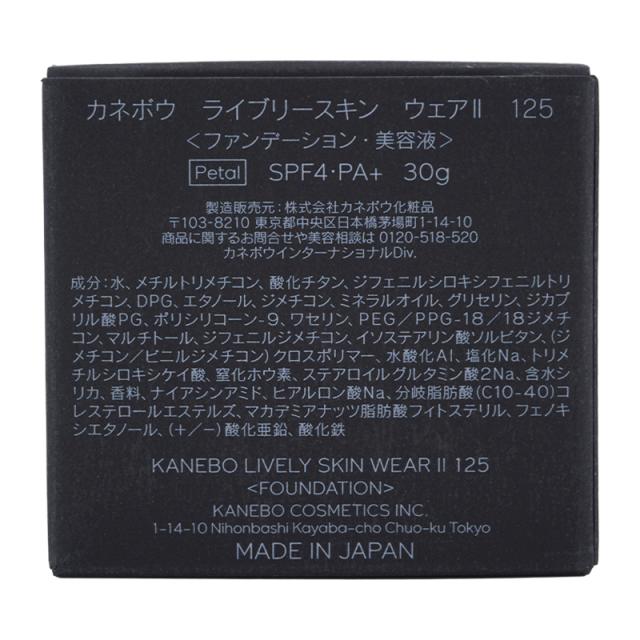 カネボウ ライブリースキン ウェアⅡ 125
＜ファンデーション・美容液＞
Petal SPF4・PA+ 30g
製造販売元：株式会社カネボウ化粧品
〒103-8210 東京都中央区日本橋茅場町1-14-10
商品に関するお問合せや美容相談は 0120-518-520
カネボウインターナショナルDiv.
成分：水、メチルトリメチコン、酸化チタン、ジフェニルシロキシフェニルトリ
メチコン、DPG、エタノール、ジメチコン、ミネラルオイル、グリセリン、ジカプ
リル酸PG、ポリシリコーン-9、ワセリン、PEG／PPG-18／18ジメチ
コン、マルチトール、ジフェニルジメチコン、イソステアリン酸ソルビタン、(ジ
メチコン／ビニルジメチコン)クロスポリマー、水酸化Al、塩化Na、トリメ
チルシロキシケイ酸、窒化ホウ素、ステアロイルグルタミン酸2Na、含水シ
リカ、香料、ナイアシンアミド、ヒアルロン酸Na、分岐脂肪酸(C10-40)コ
レステロールエステルズ、マカデミアナッツ脂肪酸フィトステリル、フェノキ
シエタノール、(+／−)酸化亜鉛、酸化鉄
KANEBO LIVELY SKIN WEAR II 125
<FOUNDATION>
KANEBO COSMETICS INC.
1-14-10 Nihonbashi Kayaba-cho Chuo-ku Tokyo
MADE IN JAPAN